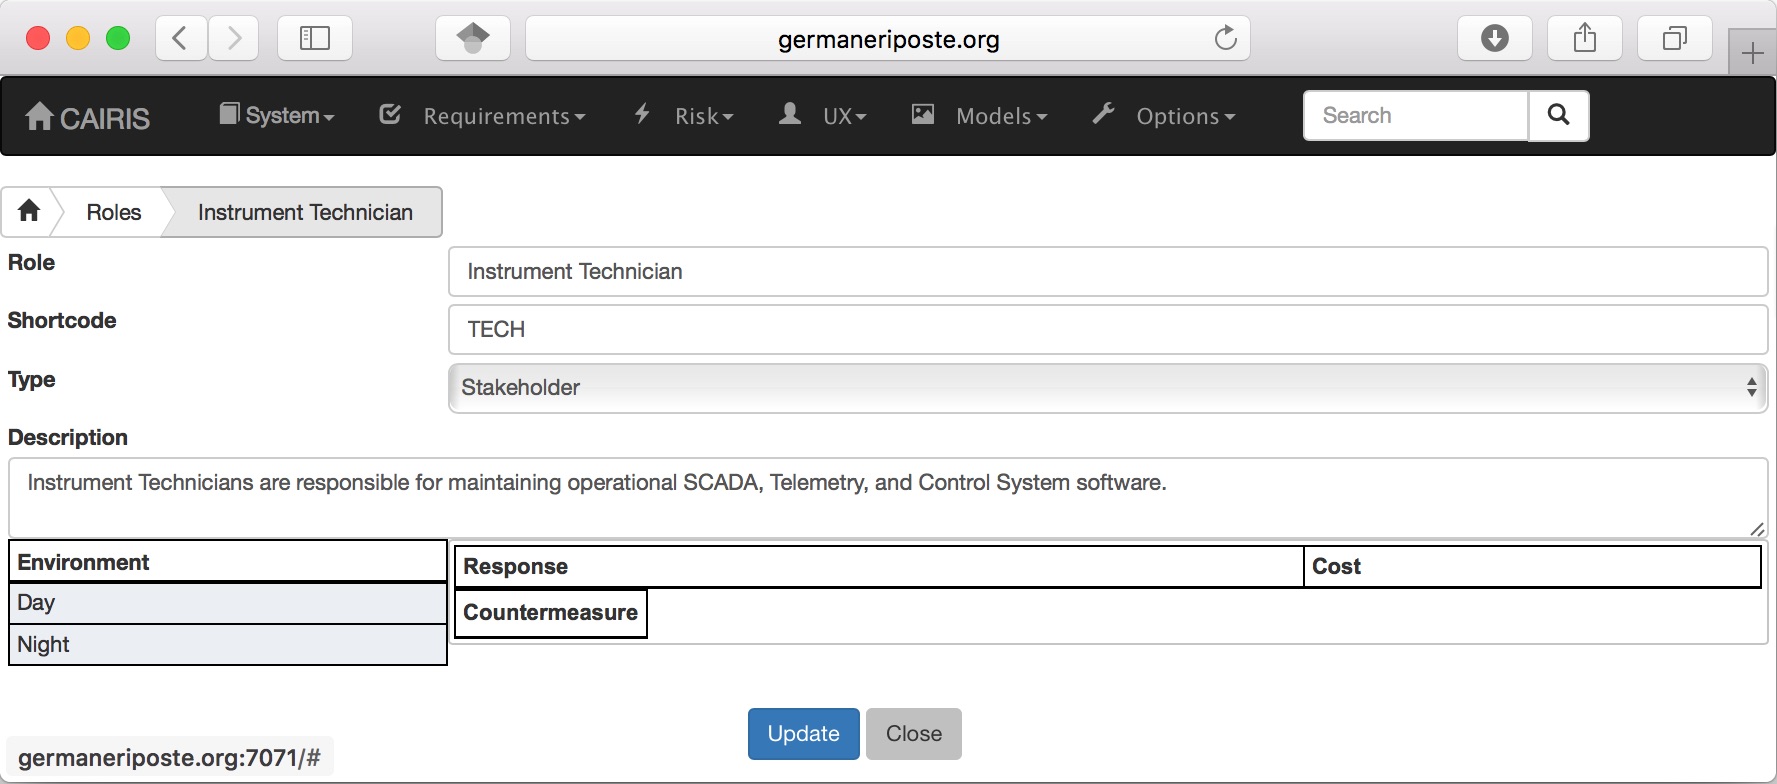 germaneriposte.org
CAIRIS System Requirements Risk UX Models Options Search
Roles Instrument Technician
Role Instrument Technician
Shortcode TECH
Type Stakeholder
Description
Instrument Technicians are responsible for maintaining operational SCADA, Telemetry, and Control System software.
Environment Response Cost
Day Countermeasure
Night
Update Close
germaneriposte.org:7071/#